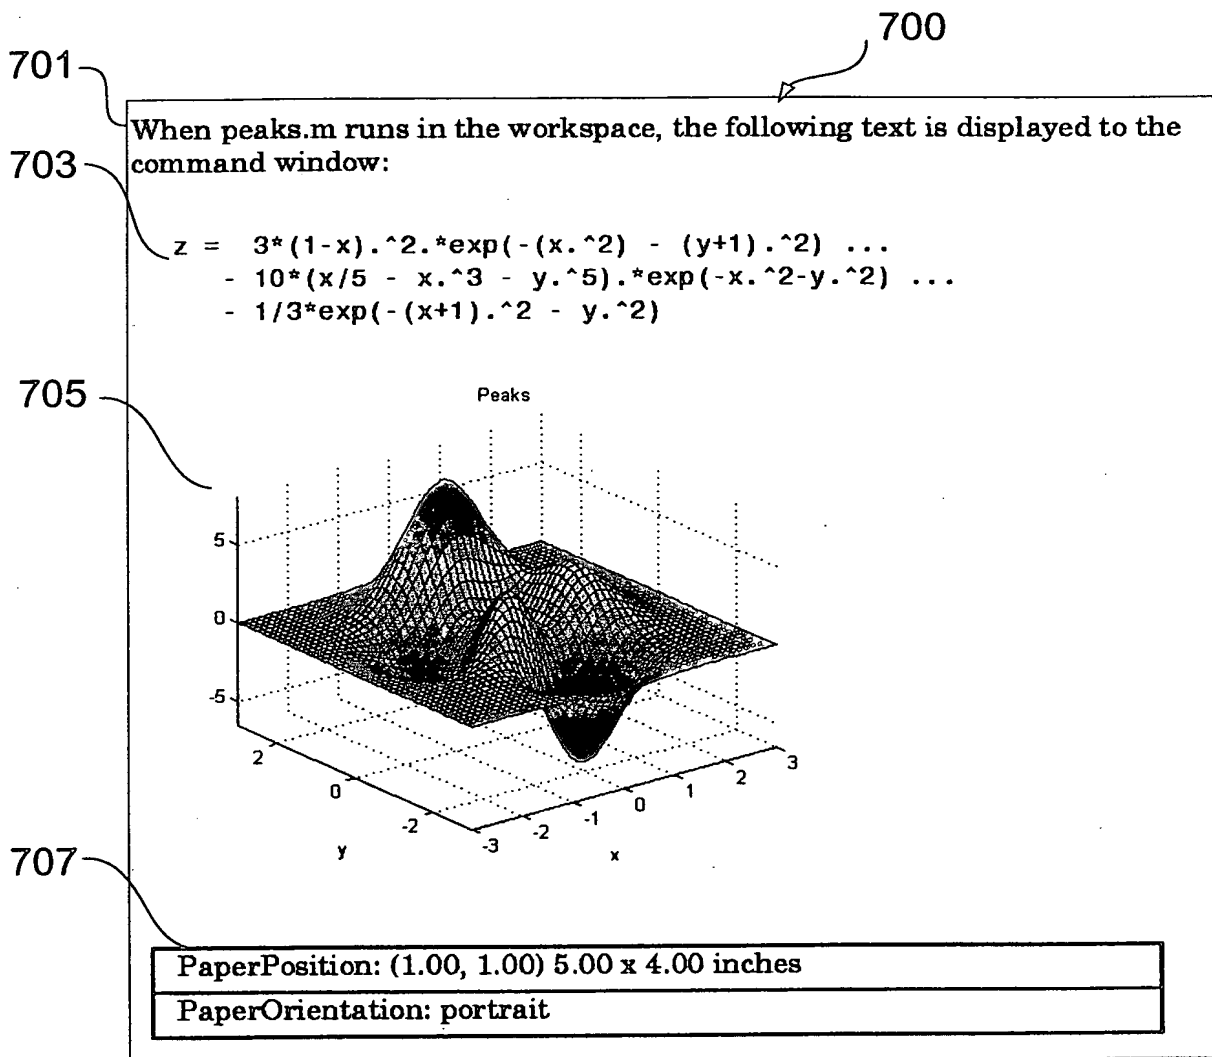 700
701
When peaks.m runs in the workspace, the following text is displayed to the
command window:
703
z = 3*(1-x).^2.*exp(-(x.^2) - (y+1).^2) ...
- 10*(x/5 - x.^3 - y.^5).*exp(-x.^2-y.^2) ...
- 1/3*exp(-(x+1).^2 - y.^2)
705
Peaks
5
0
-5
2
0
-2
y
-3
-2
-1
0
1
2
3
x
707
PaperPosition: (1.00, 1.00) 5.00 x 4.00 inches
PaperOrientation: portrait